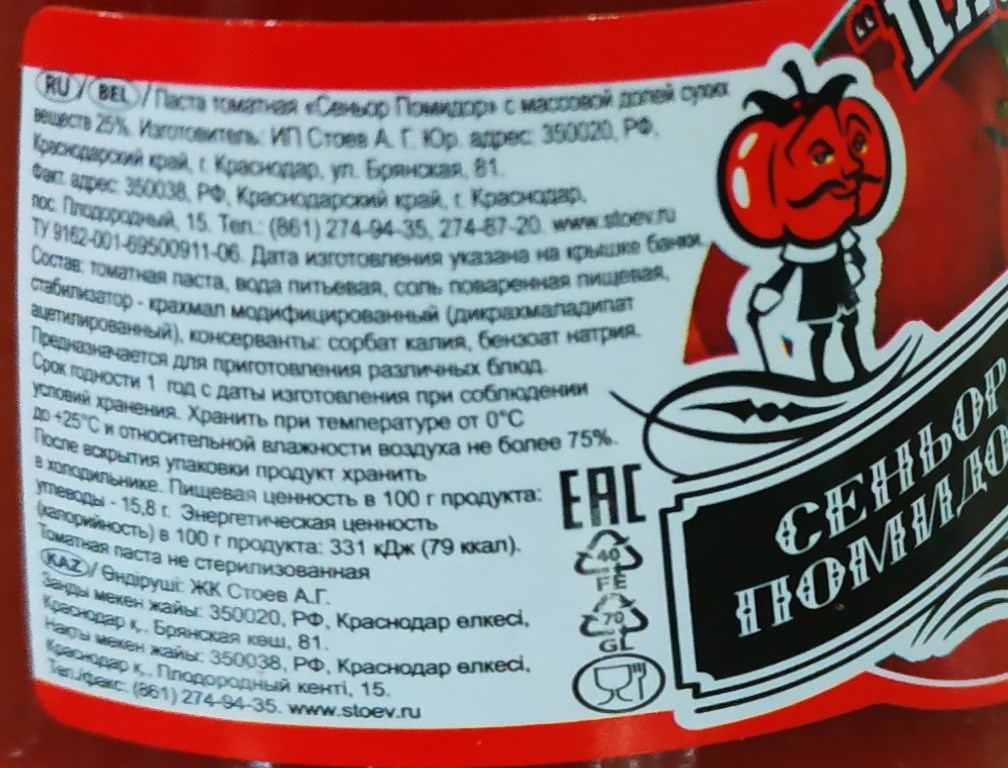 RU / BEL / Паста томатная «Сеньор Помидор» с массовой долей сухих
веществ 25%. Изготовитель: ИП Стоев А. Г. Юр. адрес: 350020, РФ,
Краснодарский край, г. Краснодар, ул. Брянская, 81.
Факт. адрес: 350038, РФ, Краснодарский край, г. Краснодар,
пос. Плодородный, 15. Тел.: (861) 274-94-35, 274-87-20. www.stoev.ru
ТУ 9162-001-69500911-06. Дата изготовления указана на крышке банки.
Состав: томатная паста, вода питьевая, соль поваренная пищевая,
стабилизатор - крахмал модифицированный (дикрахмаладипат
ацетилированный), консерванты: сорбат калия, бензоат натрия.
Предназначается для приготовления различных блюд.
Срок годности 1 год с даты изготовления при соблюдении
условий хранения. Хранить при температуре от 0°С
до +25°С и относительной влажности воздуха не более 75%.
После вскрытия упаковки продукт хранить
в холодильнике. Пищевая ценность в 100 г продукта:
углеводы - 15,8 г. Энергетическая ценность
(калорийность) в 100 г продукта: 331 кДж (79 ккал).
Томатная паста не стерилизованная
KAZ / Өндіруші: ЖК Стоев А.Г.
Заңды мекен жайы: 350020, РФ, Краснодар өлкесі,
Краснодар қ., Брянская көш, 81.
Нақты мекен жайы: 350038, РФ, Краснодар өлкесі,
Краснодар қ., Плодородный кенті, 15.
Тел./факс: (861) 274-94-35. www.stoev.ru
EAC
40
FE
70
GL
СЕНЬОР
ПОМИДО